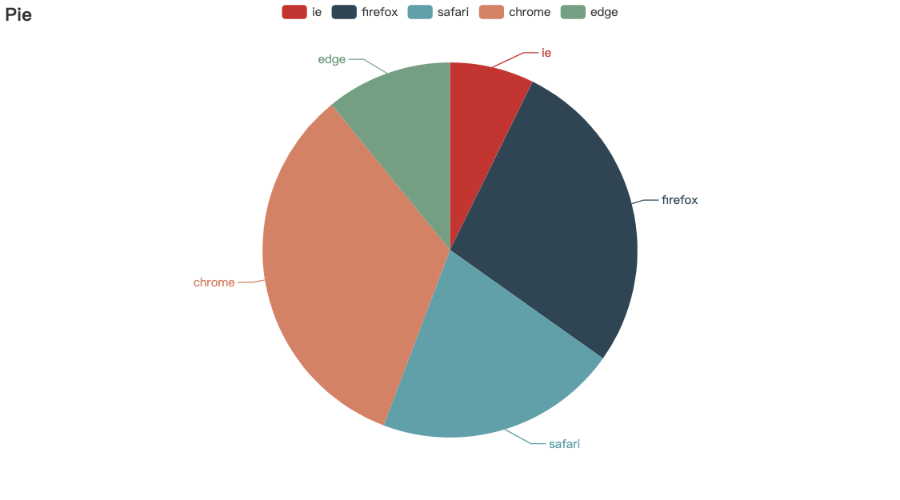 Pie
ie firefox safari chrome edge
ie
edge
firefox
chrome
safari